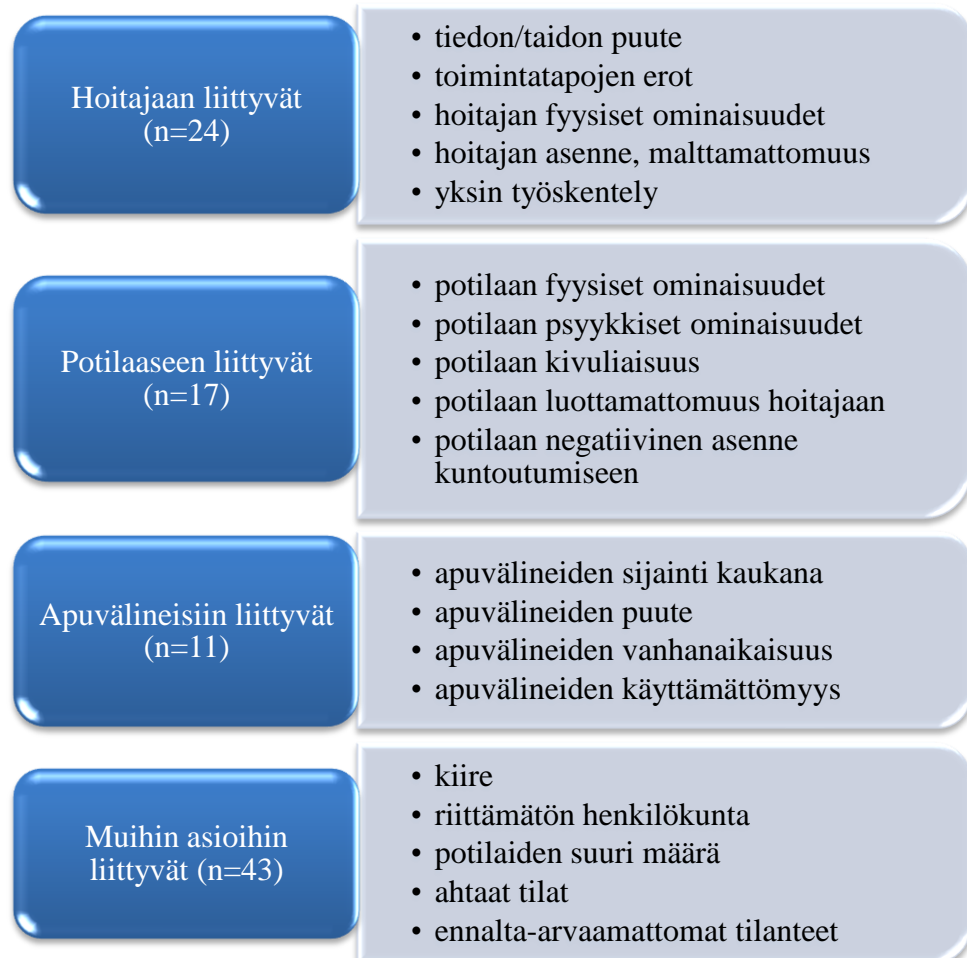 Hoitajaan liittyvät
(n=24)
• tiedon/taidon puute
• toimintatapojen erot
• hoitajan fyysiset ominaisuudet
• hoitajan asenne, malttamattomuus
• yksin työskentely
Potilaaseen liittyvät
(n=17)
• potilaan fyysiset ominaisuudet
• potilaan psyykkiset ominaisuudet
• potilaan kivuliaisuus
• potilaan luottamattomuus hoitajaan
• potilaan negatiivinen asenne
kuntoutumiseen
Apuvälineisiin liittyvät
(n=11)
• apuvälineiden sijainti kaukana
• apuvälineiden puute
• apuvälineiden vanhanaikaisuus
• apuvälineiden käyttämättömyys
Muihin asioihin
liittyvät (n=43)
• kiire
• riittämätön henkilökunta
• potilaiden suuri määrä
• ahtaat tilat
• ennalta-arvaamattomat tilanteet